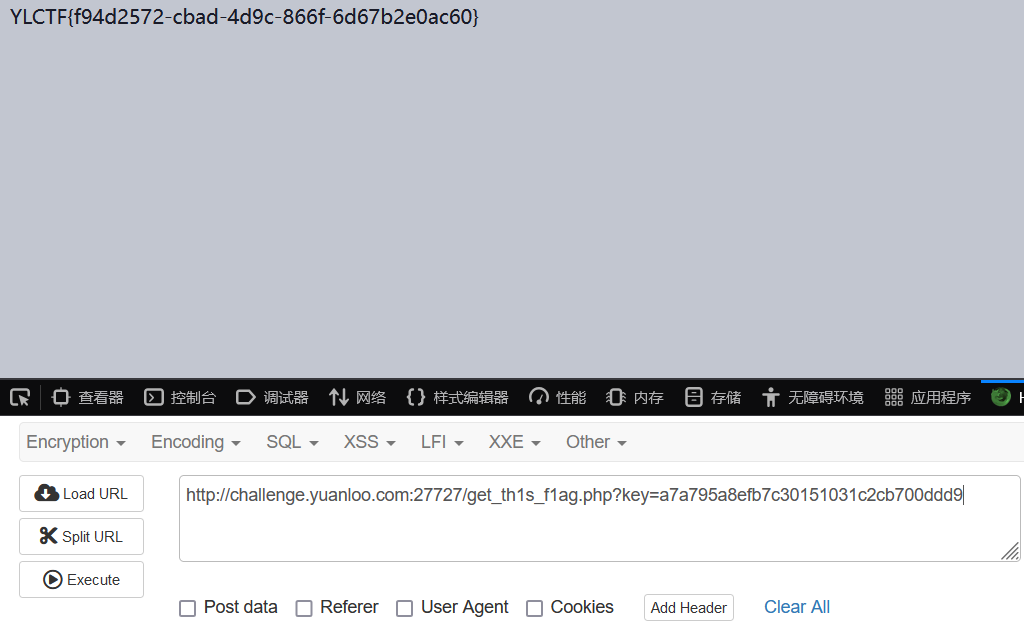 YLCTF{f94d2572-cbad-4d9c-866f-6d67b2e0ac60}
查看器 控制台 调试器 网络 样式编辑器 性能 内存 存储 无障碍环境 应用程序 H
Encryption Encoding SQL XSS LFI XXE Other
Load URL http://challenge.yuanloo.com:27727/get_th1s_f1ag.php?key=a7a795a8efb7c30151031c2cb700ddd9
Split URL
Execute
Post data Referer User Agent Cookies Add Header Clear All